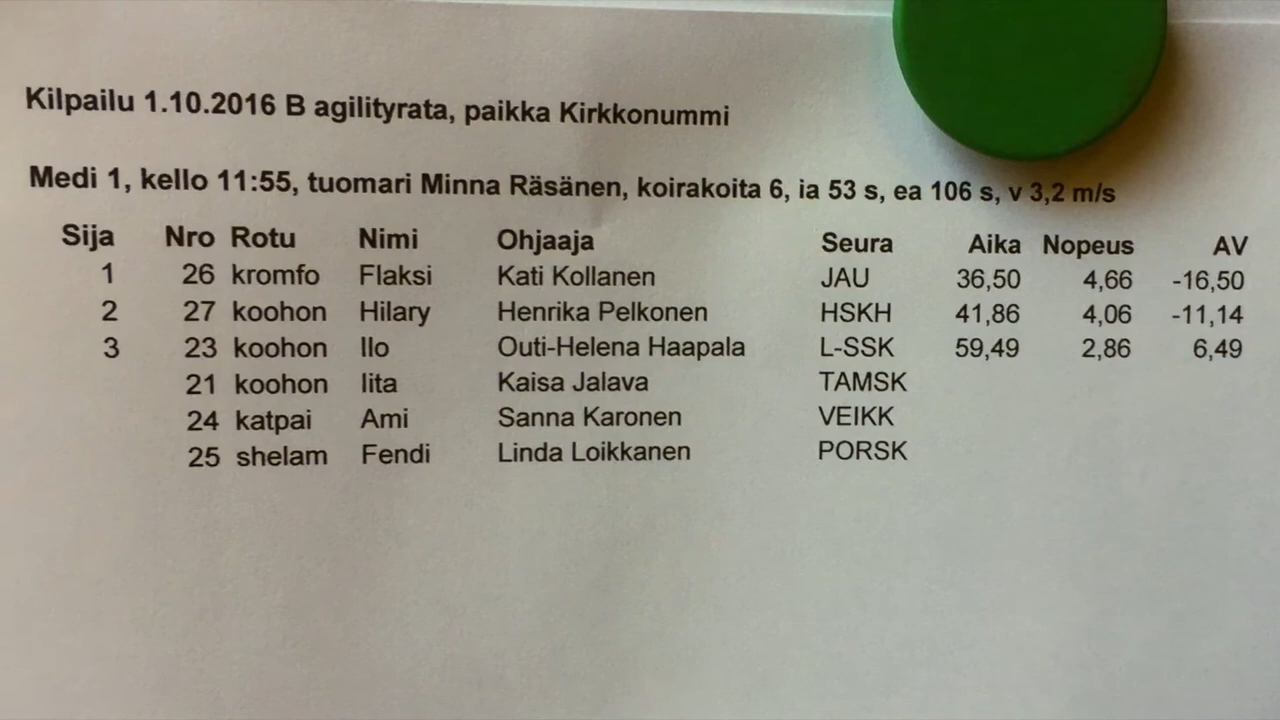 Kilpailu 1.10.2016 B agilityrata, paikka Kirkkonummi
Medi 1, kello 11:55, tuomari Minna Räsänen, koirakoita 6, ia 53 s, ea 106 s, v 3,2 m/s
Sija Nro Rotu Nimi Ohjaaja Seura Aika Nopeus AV
1 26 kromfo Flaksi Kati Kollanen JAU 36,50 4,66 -16,50
2 27 koohon Hilary Henrika Pelkonen HSKH 41,86 4,06 -11,14
3 23 koohon Ilo Outi-Helena Haapala L-SSK 59,49 2,86 6,49
21 koohon Iita Kaisa Jalava TAMSK
24 katpai Ami Sanna Karonen VEIKK
25 shelam Fendi Linda Loikkanen PORSK